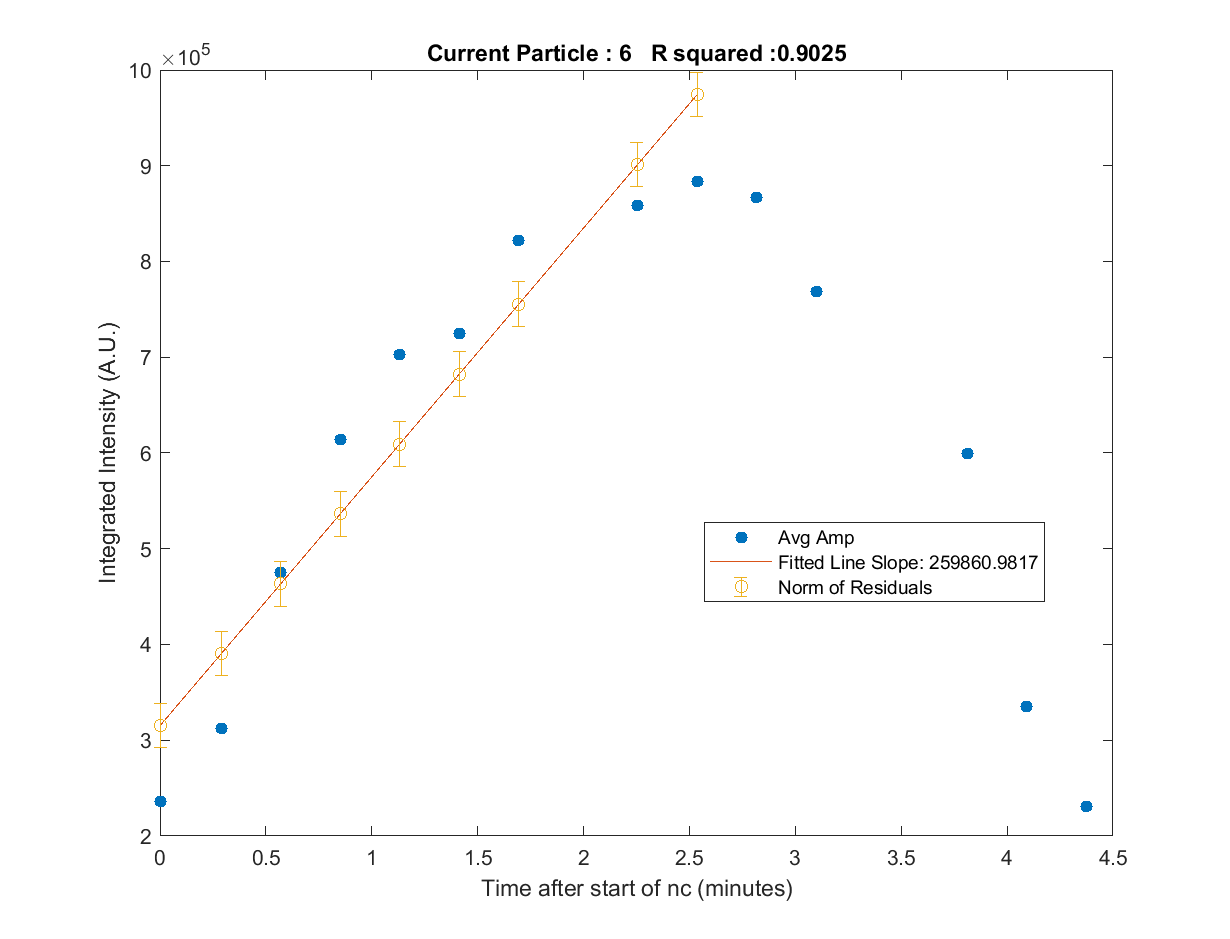 Current Particle : 6   R squared :0.9025
×10^5
10
9
8
7
6
5
4
3
2
Integrated Intensity (A.U.)
Avg Amp
Fitted Line Slope: 259860.9817
Norm of Residuals
0 0.5 1 1.5 2 2.5 3 3.5 4 4.5
Time after start of nc (minutes)